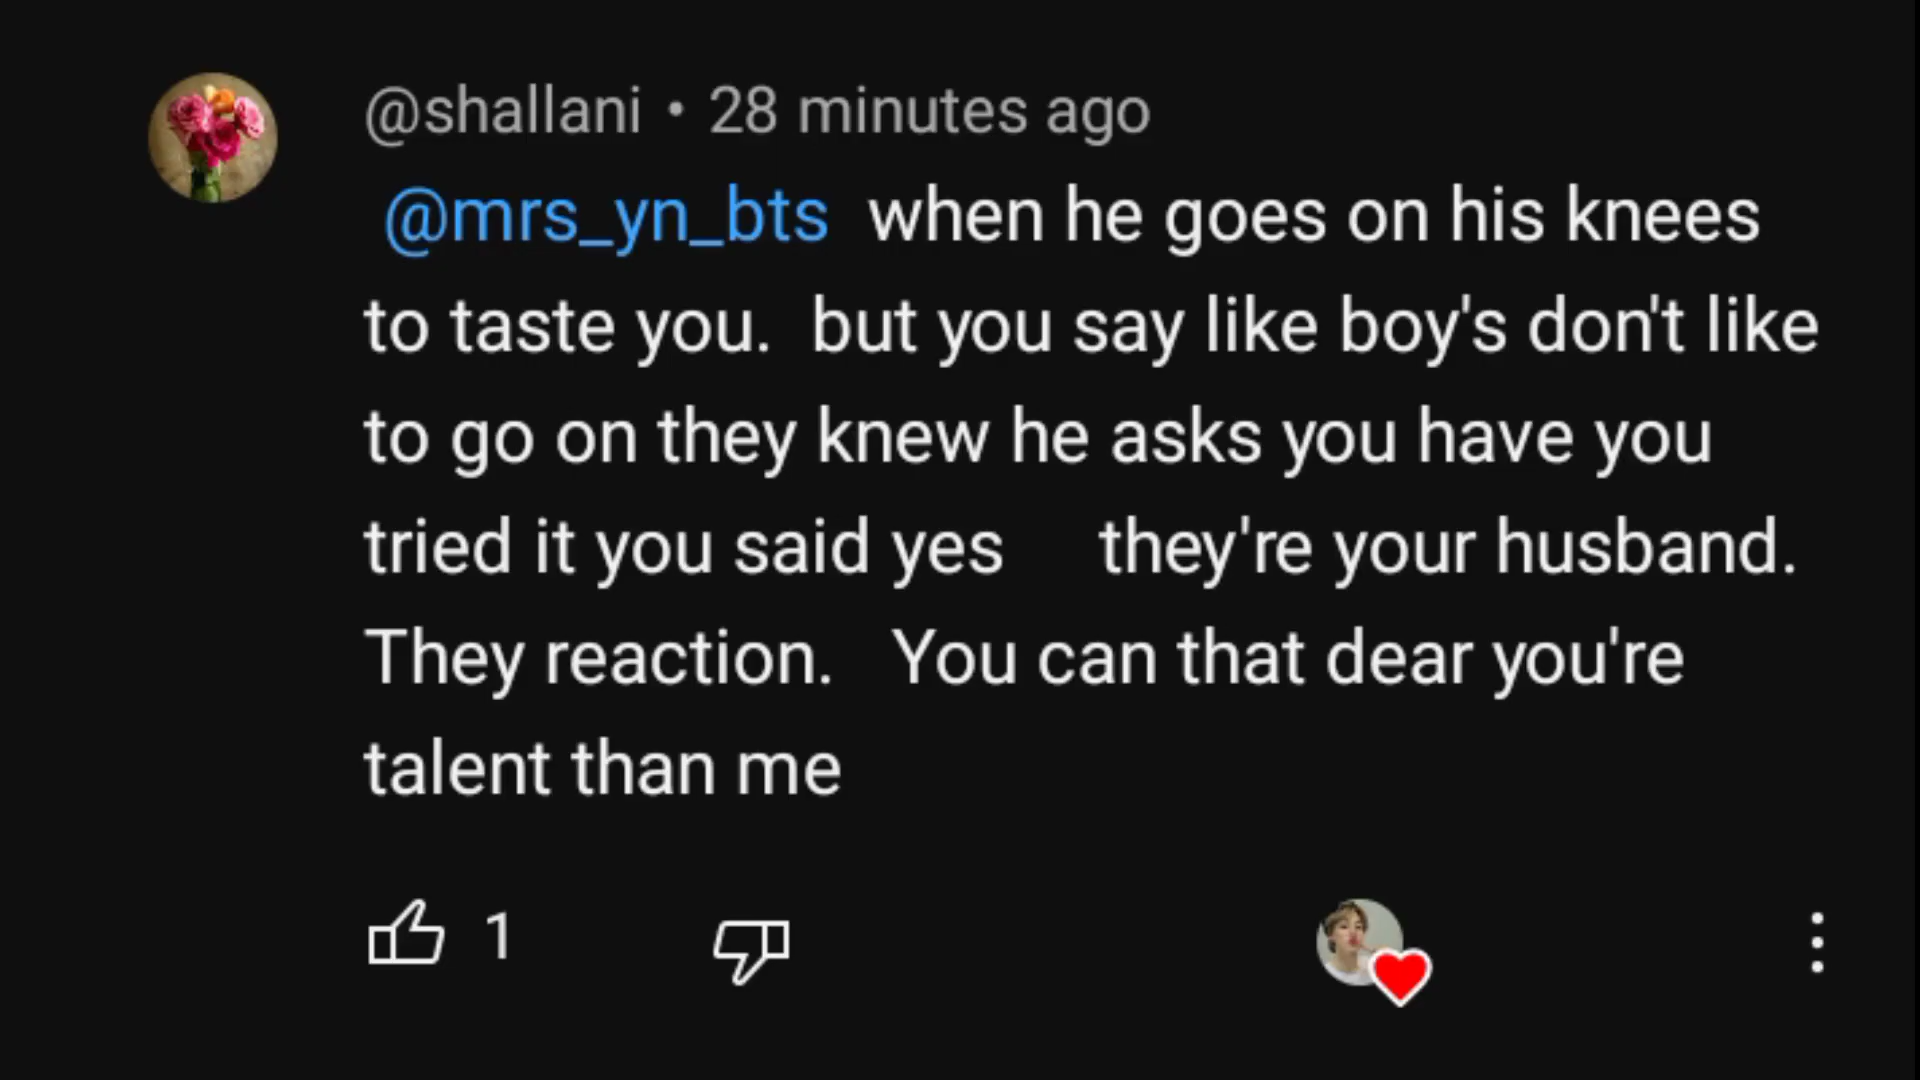 @shallani • 28 minutes ago
@mrs_yn_bts when he goes on his knees
to taste you. but you say like boy's don't like
to go on they knew he asks you have you
tried it you said yes they're your husband.
They reaction. You can that dear you're
talent than me
1